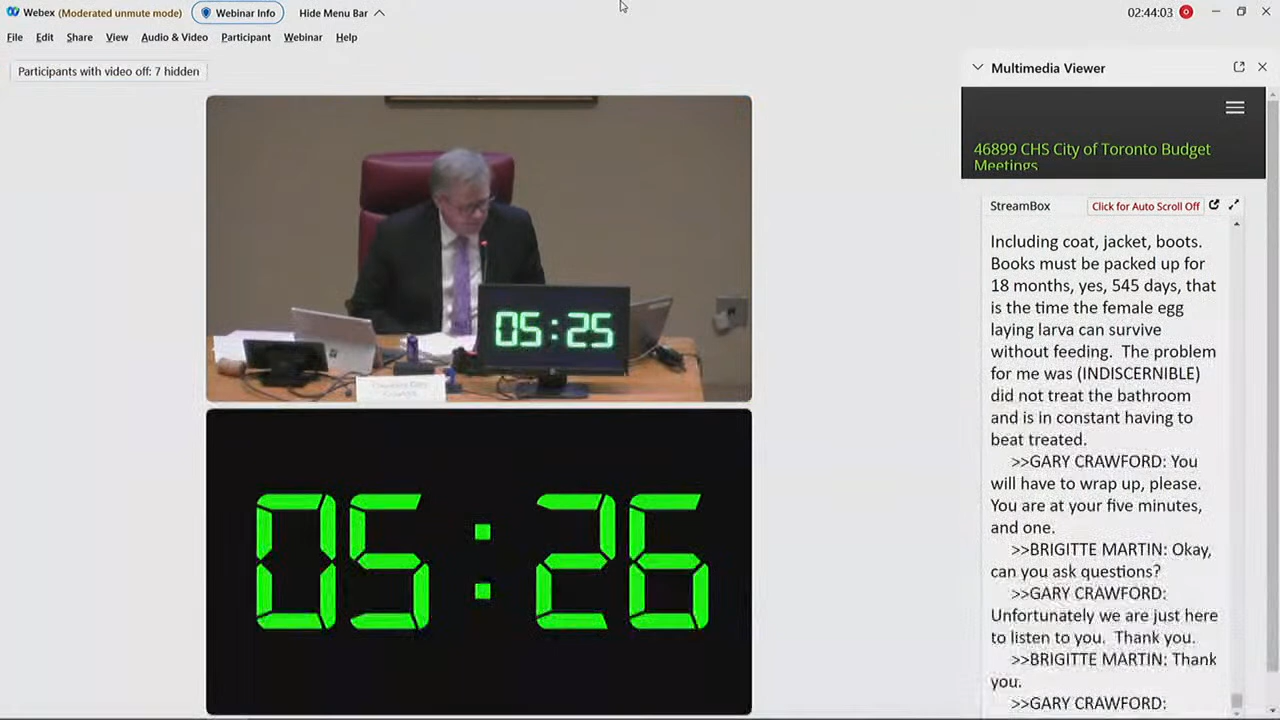 Webex (Moderated unmute mode) Webinar Info Hide Menu Bar 02:44:03
File Edit Share View Audio & Video Participant Webinar Help
Participants with video off: 7 hidden
05:25
05:26
Multimedia Viewer
46899 CHS City of Toronto Budget
Meetings
StreamBox Click for Auto Scroll Off
Including coat, jacket, boots.
Books must be packed up for
18 months, yes, 545 days, that
is the time the female egg
laying larva can survive
without feeding. The problem
for me was (INDISCERNIBLE)
did not treat the bathroom
and is in constant having to
beat treated.
>>GARY CRAWFORD: You
will have to wrap up, please.
You are at your five minutes,
and one.
>>BRIGITTE MARTIN: Okay,
can you ask questions?
>>GARY CRAWFORD:
Unfortunately we are just here
to listen to you. Thank you.
>>BRIGITTE MARTIN: Thank
you.
>>GARY CRAWFORD: